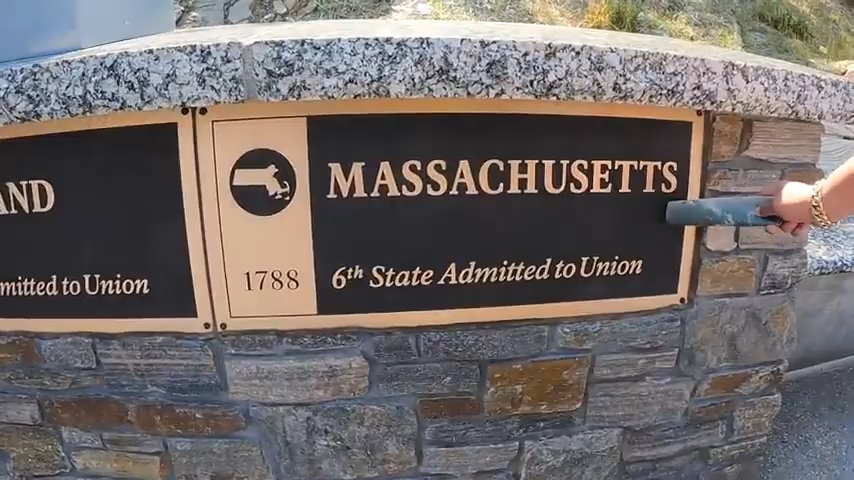 AND
MASSACHUSETTS
mitted to Union
1788
6th State Admitted to Union